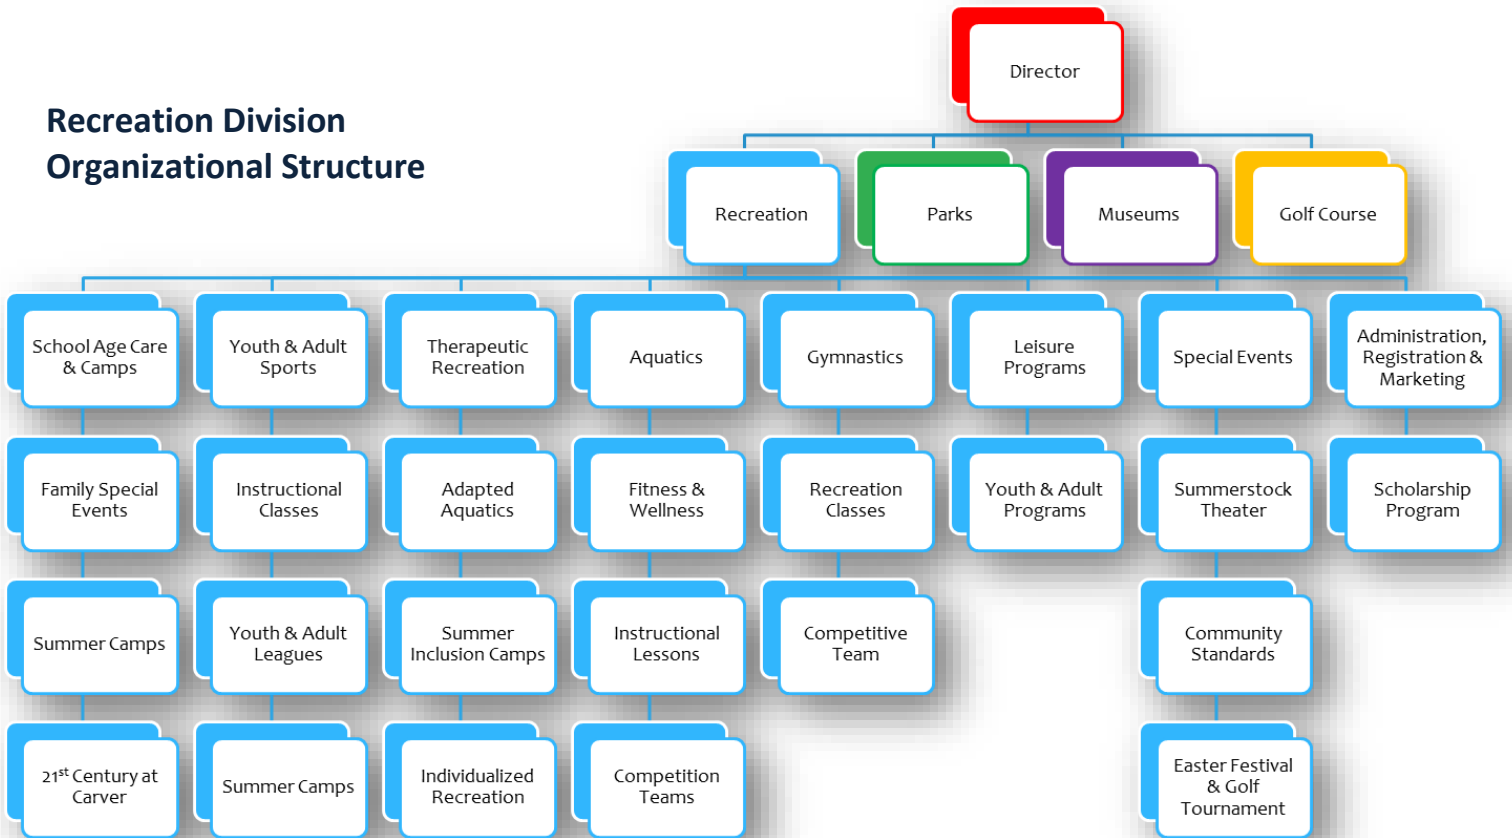 Recreation Division
Organizational Structure
Director
Recreation
Parks
Museums
Golf Course
School Age Care
& Camps
Youth & Adult
Sports
Therapeutic
Recreation
Aquatics
Gymnastics
Leisure
Programs
Special Events
Administration,
Registration &
Marketing
Family Special
Events
Instructional
Classes
Adapted
Aquatics
Fitness &
Wellness
Recreation
Classes
Youth & Adult
Programs
Summerstock
Theater
Scholarship
Program
Summer Camps
Youth & Adult
Leagues
Summer
Inclusion Camps
Instructional
Lessons
Competitive
Team
Community
Standards
21st Century at
Carver
Summer Camps
Individualized
Recreation
Competition
Teams
Easter Festival
& Golf
Tournament